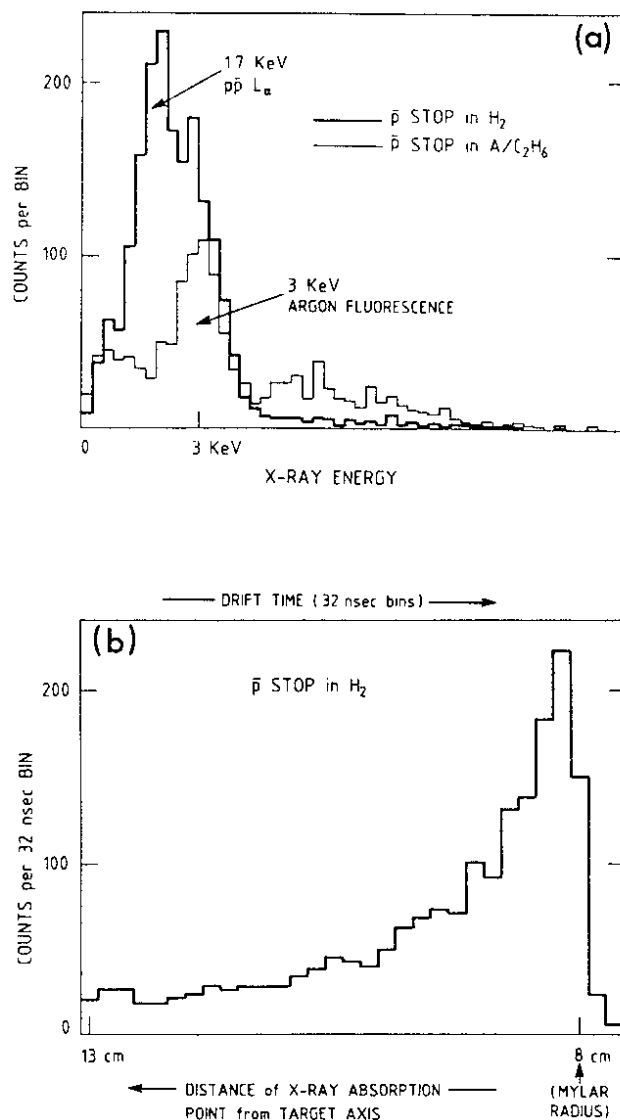 (a)
200
100
COUNTS per BIN
17 KeV
pp̄ Lα
p̄ STOP in H₂
p̄ STOP in A/C₂H₆
3 KeV
ARGON FLUORESCENCE
0
3 KeV
X-RAY ENERGY
DRIFT TIME (32 nsec bins)
(b)
p̄ STOP in H₂
200
100
0
COUNTS per 32 nsec BIN
13 cm
8 cm
DISTANCE of X-RAY ABSORPTION
POINT from TARGET AXIS
(MYLAR
RADIUS)